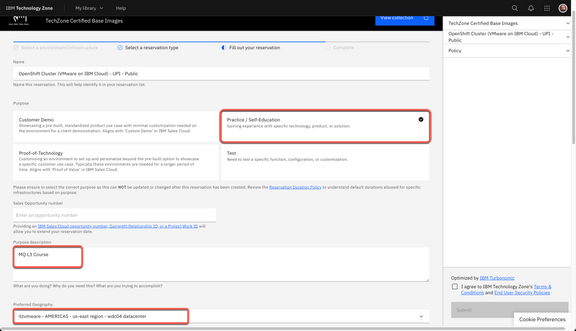 IBM Technology Zone My library Help
TechZone Certified Base Images
View collection
Select a environment/infrastructure
Select a reservation type
Fill out your reservation
Complete
Name
OpenShift Cluster (VMware on IBM Cloud) - UPI - Public
Name this reservation. This will help identify it in your reservation list.
Purpose
Customer Demo
Showcasing a pre-built, standardized product use case with minimal customization needed on the environment for a client demonstration. Aligns with 'Custom Demo' in IBM Sales Cloud.
Practice / Self-Education
Gaining experience with specific technology, product, or solution.
Proof-of-Technology
Customizing an environment to set up and personalize beyond the pre-built option to showcase a specific customer use case. Typically these environments are needed for a longer period of time. Aligns with 'Proof of Value' in IBM Sales Cloud.
Test
Need to test a specific function, configuration, or customization.
Please ensure to select the correct purpose as this can NOT be updated or changed after this reservation has been created. Review the Reservation Duration Policy to understand default durations allowed for specific
infrastructures based on purpose.
Sales Opportunity number
Enter an opportunity number
Providing an IBM Sales Cloud opportunity number, Gainsight Relationship ID, or a Project Work ID will
allow you to extend your reservation date.
Purpose description
MQ L3 Course
What are you doing? Why do you need this? What are you trying to accomplish?
Preferred Geography
itzvmware - AMERICAS - us-east region - wdc04 datacenter
TechZone Certified Base Images
OpenShift Cluster (VMware on IBM Cloud) - UPI -
Public
Policy
Optimized by IBM Turbonomic
I agree to IBM Technology Zone's Terms &
Conditions and End User Security Policies
Submit
Cookie Preferences